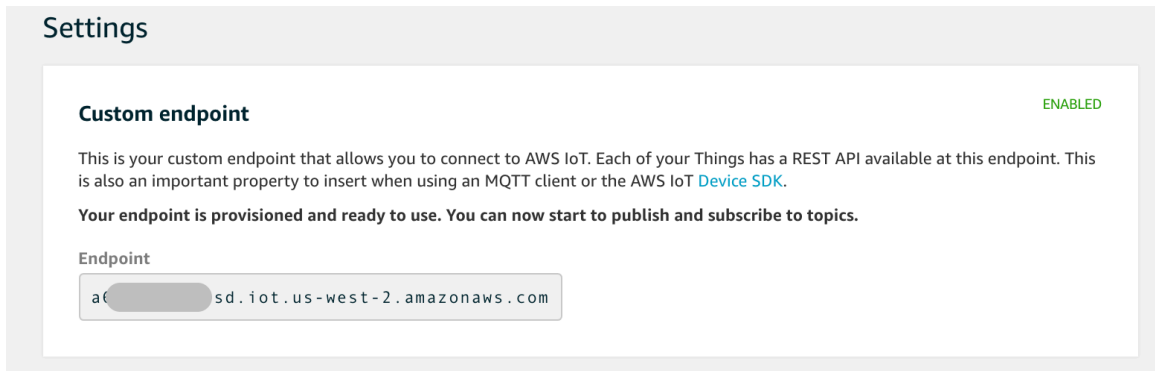 Settings
Custom endpoint
ENABLED
This is your custom endpoint that allows you to connect to AWS IoT. Each of your Things has a REST API available at this endpoint. This
is also an important property to insert when using an MQTT client or the AWS IoT Device SDK.
Your endpoint is provisioned and ready to use. You can now start to publish and subscribe to topics.
Endpoint
sd.iot.us-west-2.amazonaws.com